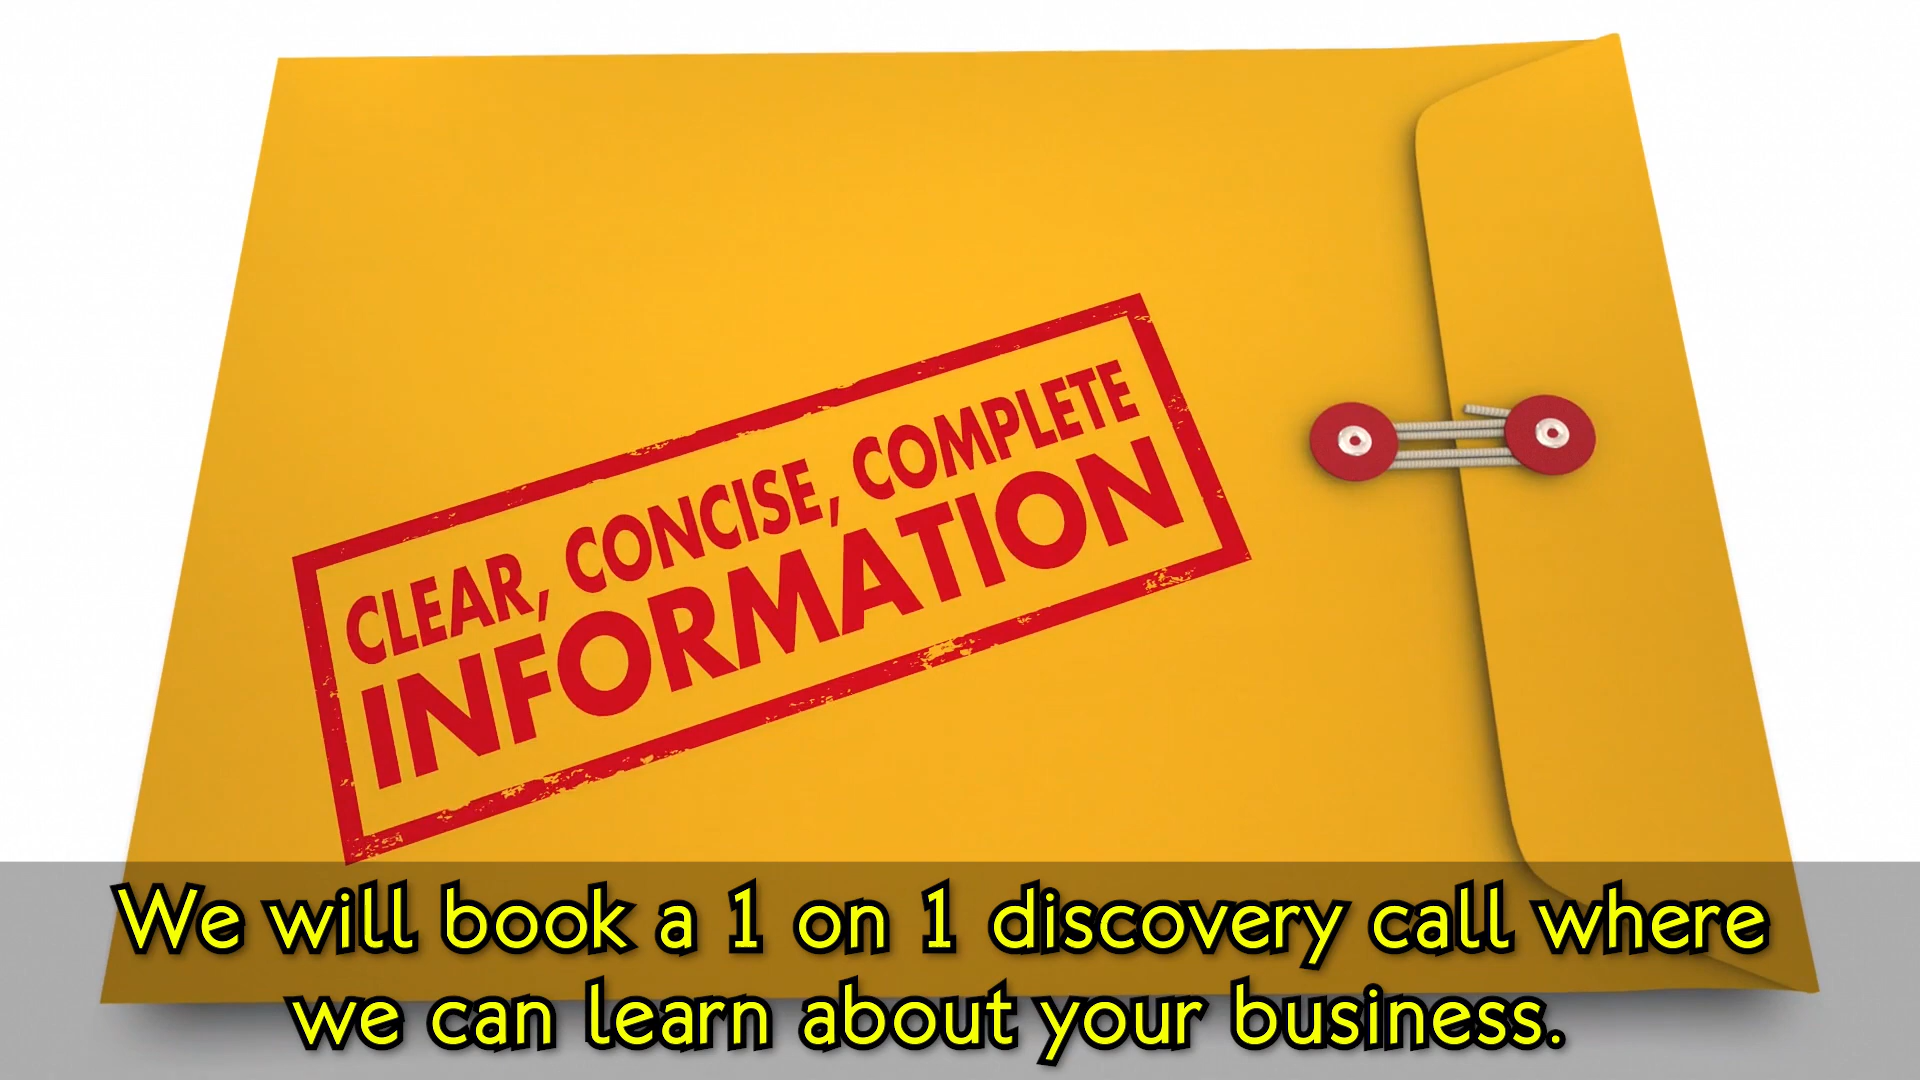 CLEAR, CONCISE, COMPLETE
INFORMATION
We will book a 1 on 1 discovery call where
we can learn about your business.